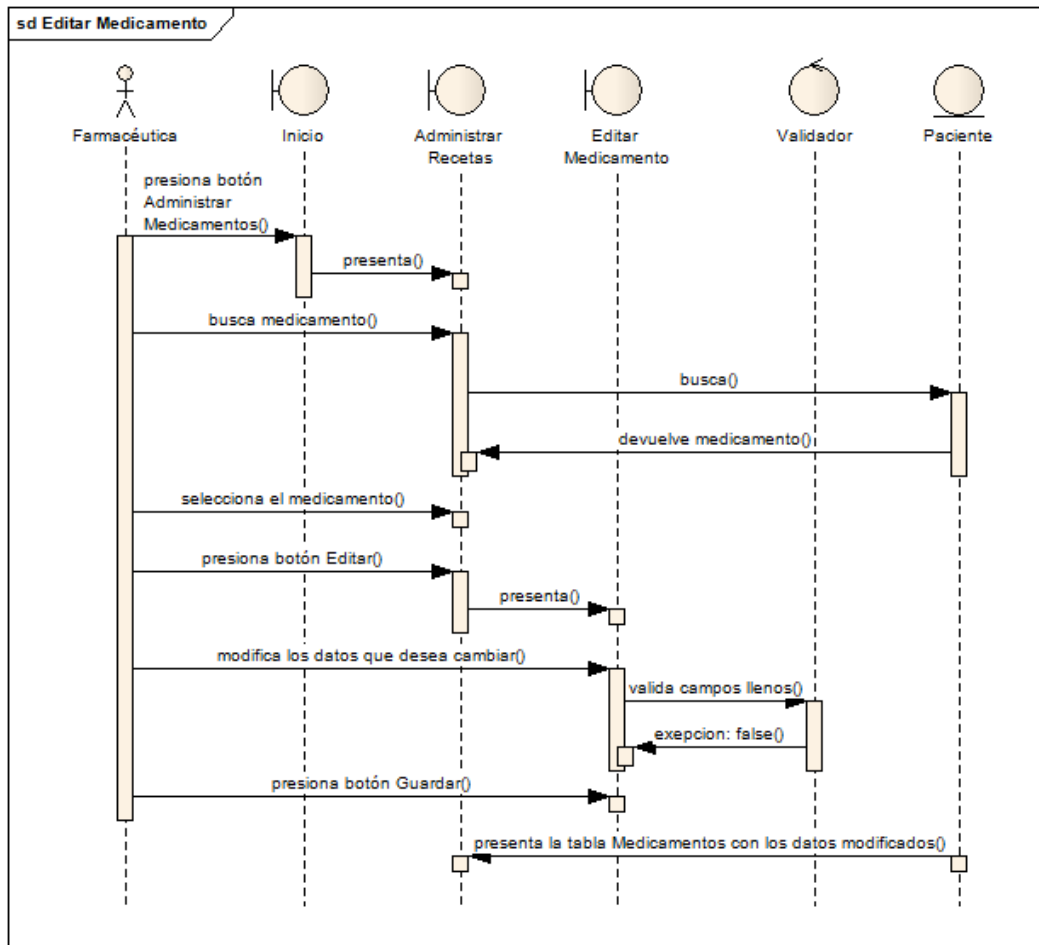 sd Editar Medicamento
Farmacéutica
Inicio
Administrar
Recetas
Editar
Medicamento
Validador
Paciente
presiona botón
Administrar
Medicamentos()
presenta()
busca medicamento()
busca()
devuelve medicamento()
selecciona el medicamento()
presiona botón Editar()
presenta()
modifica los datos que desea cambiar()
valida campos llenos()
exepcion: false()
presiona botón Guardar()
presenta la tabla Medicamentos con los datos modificados()